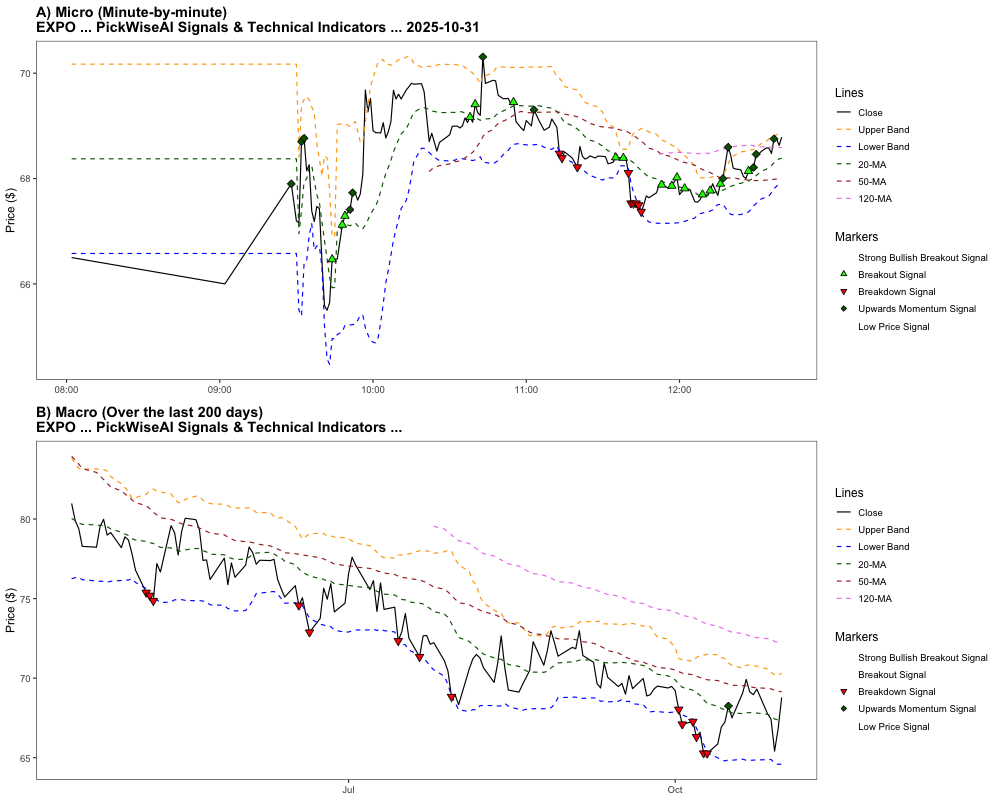 A) Micro (Minute-by-minute)
EXPO ... PickWiseAI Signals & Technical Indicators ... 2025-10-31
Price ($)
70
68
66
08:00
09:00
10:00
11:00
12:00
Lines
Close
Upper Band
Lower Band
20-MA
50-MA
120-MA
Markers
Strong Bullish Breakout Signal
Breakout Signal
Breakdown Signal
Upwards Momentum Signal
Low Price Signal
B) Macro (Over the last 200 days)
EXPO ... PickWiseAI Signals & Technical Indicators ...
Price ($)
80
75
70
65
Jul
Oct
Lines
Close
Upper Band
Lower Band
20-MA
50-MA
120-MA
Markers
Strong Bullish Breakout Signal
Breakout Signal
Breakdown Signal
Upwards Momentum Signal
Low Price Signal